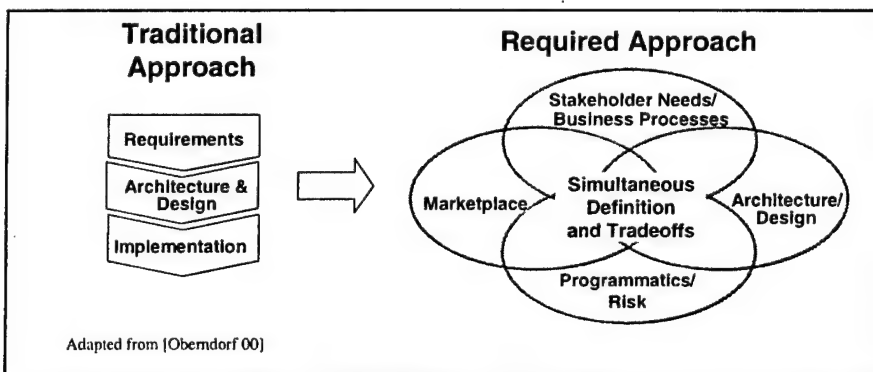 Traditional
Approach
Requirements
Architecture &
Design
Implementation
Adapted from [Oberndorf 00]
Required Approach
Stakeholder Needs/
Business Processes
Marketplace
Simultaneous
Definition
and Tradeoffs
Architecture/
Design
Programmatics/
Risk